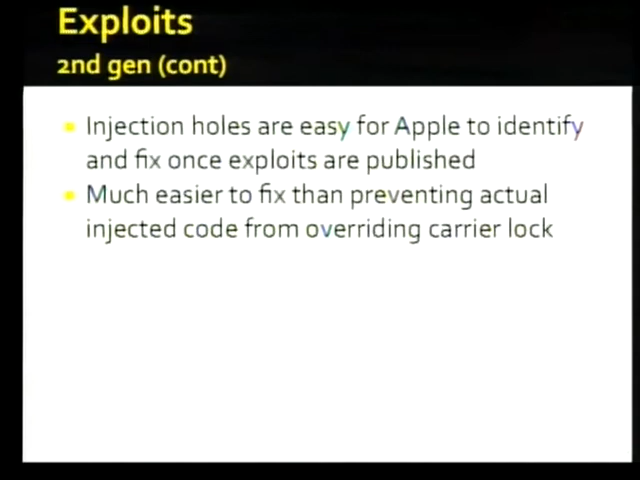 Exploits
2nd gen (cont)
Injection holes are easy for Apple to identify
and fix once exploits are published
Much easier to fix than preventing actual
injected code from overriding carrier lock